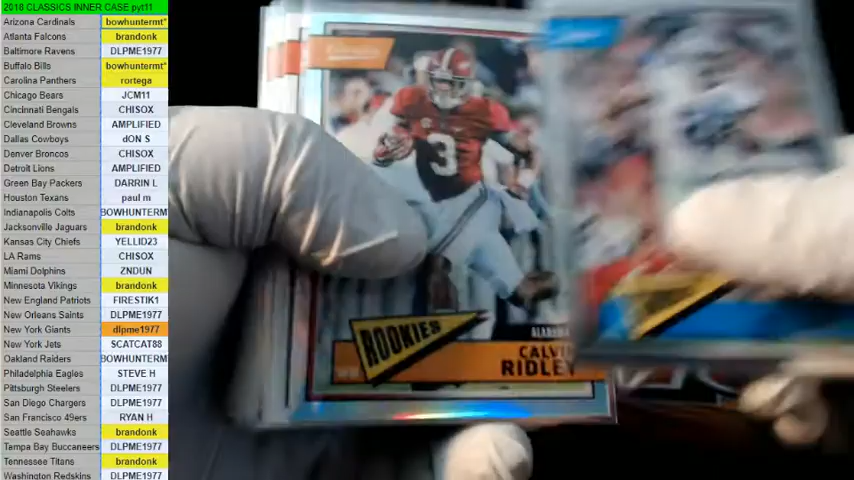 2018 CLASSICS INNER CASE pyt11
Arizona Cardinals bowhuntermt*
Atlanta Falcons brandonk
Baltimore Ravens DLPME1977
Buffalo Bills bowhuntermt*
Carolina Panthers rortega
Chicago Bears JCM11
Cincinnati Bengals CHISOX
Cleveland Browns AMPLIFIED
Dallas Cowboys dON S
Denver Broncos CHISOX
Detroit Lions AMPLIFIED
Green Bay Packers DARRIN L
Houston Texans paul m
Indianapolis Colts BOWHUNTERM
Jacksonville Jaguars brandonk
Kansas City Chiefs YELLID23
LA Rams CHISOX
Miami Dolphins ZNDUN
Minnesota Vikings brandonk
New England Patriots FIRESTIK1
New Orleans Saints DLPME1977
New York Giants dlpme1977
New York Jets SCATCAT88
Oakland Raiders BOWHUNTERM
Philadelphia Eagles STEVE H
Pittsburgh Steelers DLPME1977
San Diego Chargers DLPME1977
San Francisco 49ers RYAN H
Seattle Seahawks brandonk
Tampa Bay Buccaneers DLPME1977
Tennessee Titans brandonk
Washington Redskins DLPME1977
3
ROOKIES
ALABAMA
CALVIN
RIDLEY